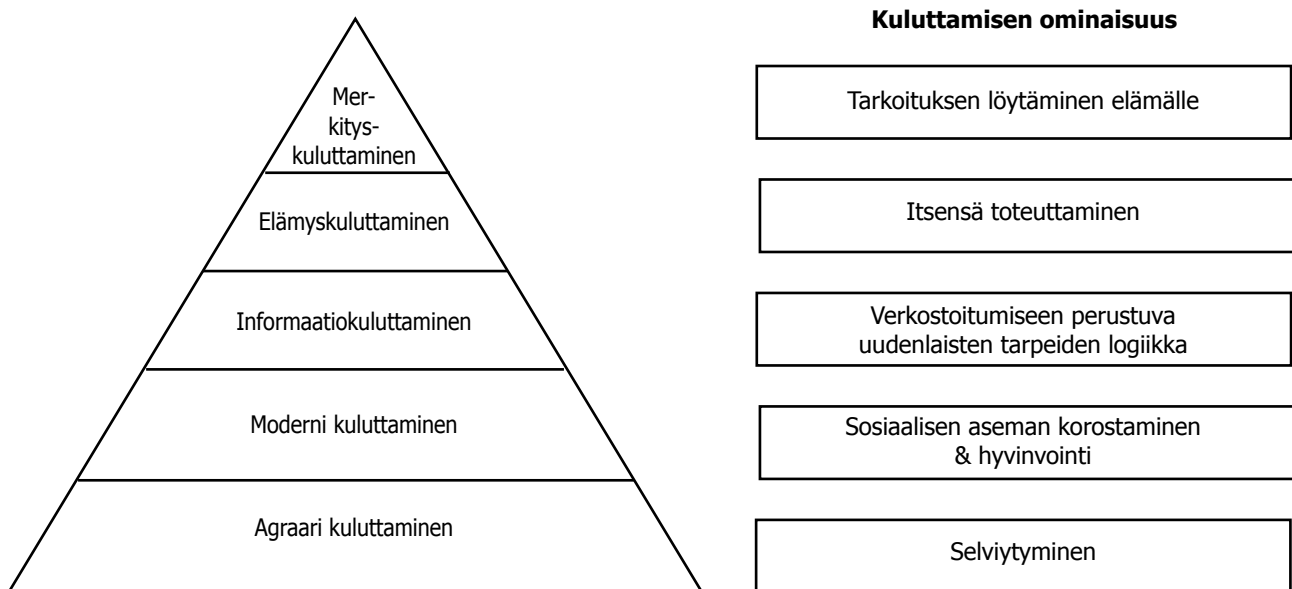 Kuluttamisen ominaisuus
Mer-
kitys-
kuluttaminen
Tarkoituksen löytäminen elämälle
Elämyskuluttaminen
Itsensä toteuttaminen
Informaatiokuluttaminen
Verkostoitumiseen perustuva
uudenlaisten tarpeiden logiikka
Moderni kuluttaminen
Sosiaalisen aseman korostaminen
& hyvinvointi
Agraari kuluttaminen
Selviytyminen